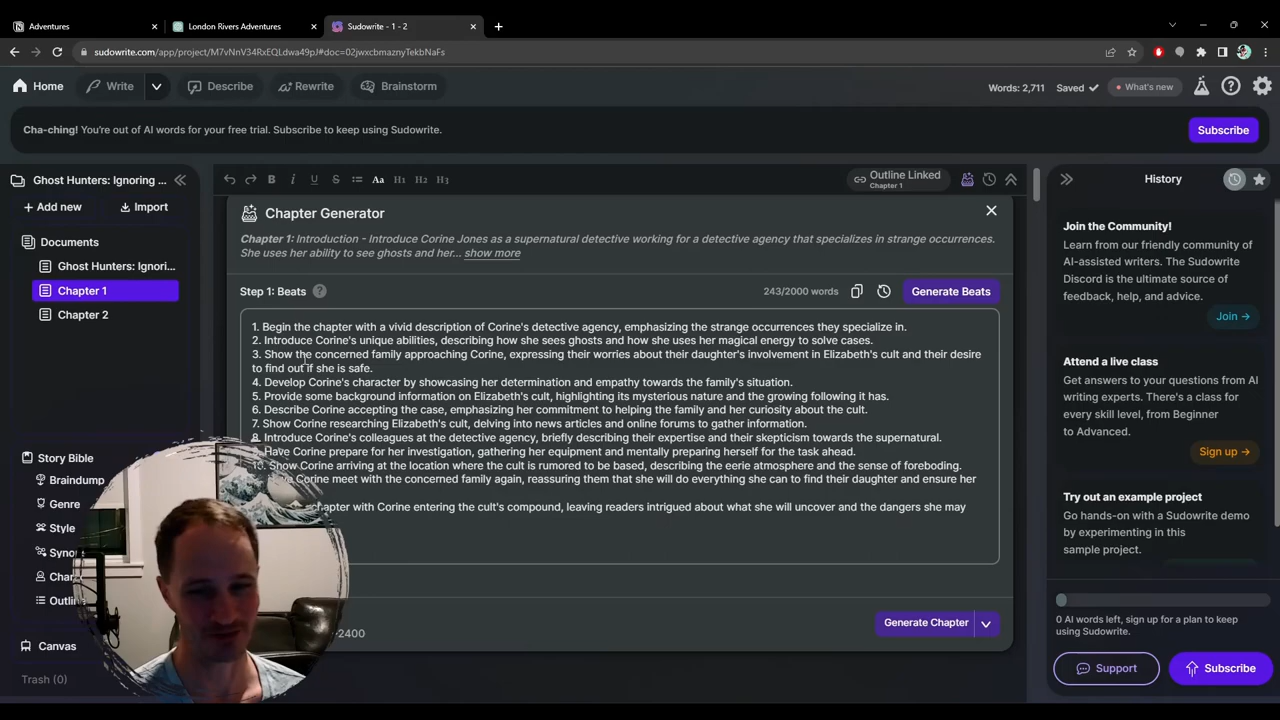 Adventures
London Rivers Adventures
Sudowrite - 1 - 2
sudowrite.com/app/project/M7vNnV34RxEQLdwa49pJ#doc=02jwxcbmaznyTekbNaFs
Home
Write
Describe
Rewrite
Brainstorm
Words: 2,711
Saved
What's new
Cha-ching! You're out of AI words for your free trial. Subscribe to keep using Sudowrite.
Subscribe
Ghost Hunters: Ignoring ...
+ Add new
Import
Documents
Ghost Hunters: Ignori...
Chapter 1
Chapter 2
Story Bible
Braindump
Genre
Style
Syno
Cha
Outlin
Canvas
Trash (0)
B i U S Aa H1 H2 H3
Outline Linked
Chapter 1
Chapter Generator
Chapter 1: Introduction - Introduce Corine Jones as a supernatural detective working for a detective agency that specializes in strange occurrences.
She uses her ability to see ghosts and her... show more
Step 1: Beats
243/2000 words
Generate Beats
1. Begin the chapter with a vivid description of Corine's detective agency, emphasizing the strange occurrences they specialize in.
2. Introduce Corine's unique abilities, describing how she sees ghosts and how she uses her magical energy to solve cases.
3. Show the concerned family approaching Corine, expressing their worries about their daughter's involvement in Elizabeth's cult and their desire
to find out if she is safe.
4. Develop Corine's character by showcasing her determination and empathy towards the family's situation.
5. Provide some background information on Elizabeth's cult, highlighting its mysterious nature and the growing following it has.
6. Describe Corine accepting the case, emphasizing her commitment to helping the family and her curiosity about the cult.
7. Show Corine researching Elizabeth's cult, delving into news articles and online forums to gather information.
8. Introduce Corine's colleagues at the detective agency, briefly describing their expertise and their skepticism towards the supernatural.
Have Corine prepare for her investigation, gathering her equipment and mentally preparing herself for the task ahead.
10. Show Corine arriving at the location where the cult is rumored to be based, describing the eerie atmosphere and the sense of foreboding.
Corine meet with the concerned family again, reassuring them that she will do everything she can to find their daughter and ensure her
chapter with Corine entering the cult's compound, leaving readers intrigued about what she will uncover and the dangers she may
-2400
Generate Chapter
History
Join the Community!
Learn from our friendly community of
AI-assisted writers. The Sudowrite
Discord is the ultimate source of
feedback, help, and advice.
Join →
Attend a live class
Get answers to your questions from AI
writing experts. There's a class for
every skill level, from Beginner
to Advanced.
Sign up →
Try out an example project
Go hands-on with a Sudowrite demo
by experimenting in this
sample project.
0 AI words left, sign up for a plan to keep
using Sudowrite.
Support
Subscribe